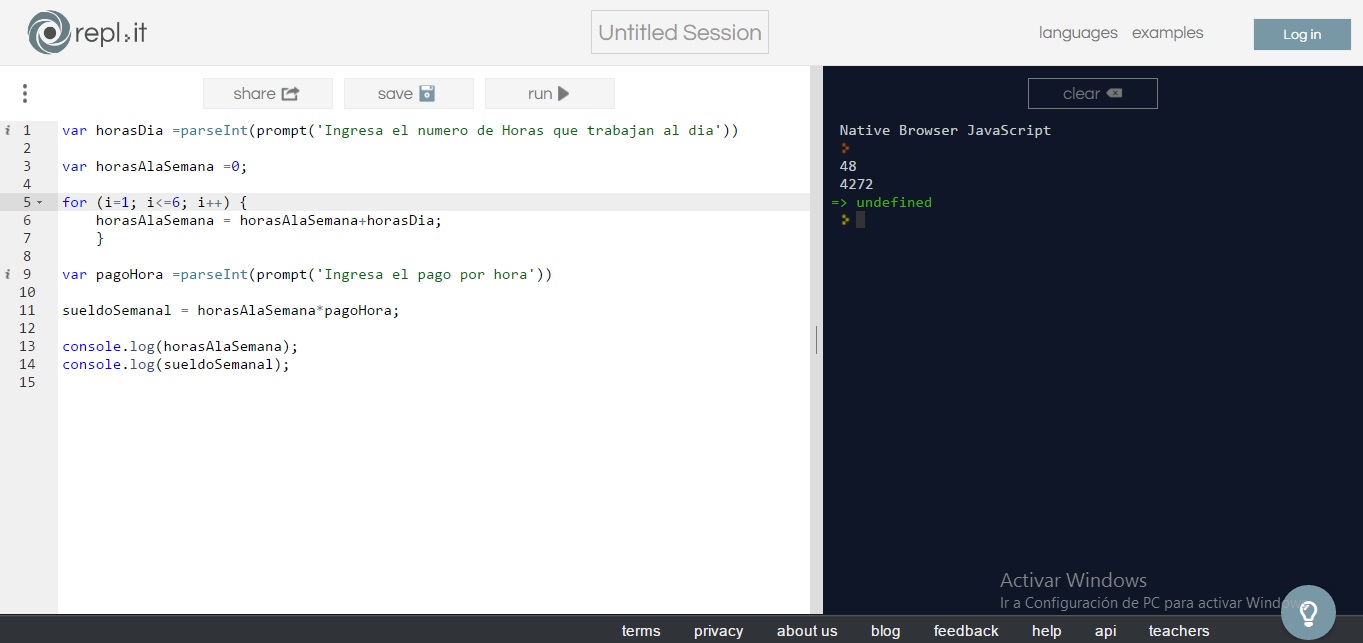 repl.it
Untitled Session
languages examples Log in
share save run
clear
i 1 var horasDia =parseInt(prompt('Ingresa el numero de Horas que trabajan al dia'))
2
3 var horasAlaSemana =0;
4
5 for (i=1; i<=6; i++) {
6 horasAlaSemana = horasAlaSemana+horasDia;
7 }
8
i 9 var pagoHora =parseInt(prompt('Ingresa el pago por hora'))
10
11 sueldoSemanal = horasAlaSemana*pagoHora;
12
13 console.log(horasAlaSemana);
14 console.log(sueldoSemanal);
15
Native Browser JavaScript
48
4272
=> undefined
Activar Windows
Ir a Configuración de PC para activar Windows
terms privacy about us blog feedback help api teachers